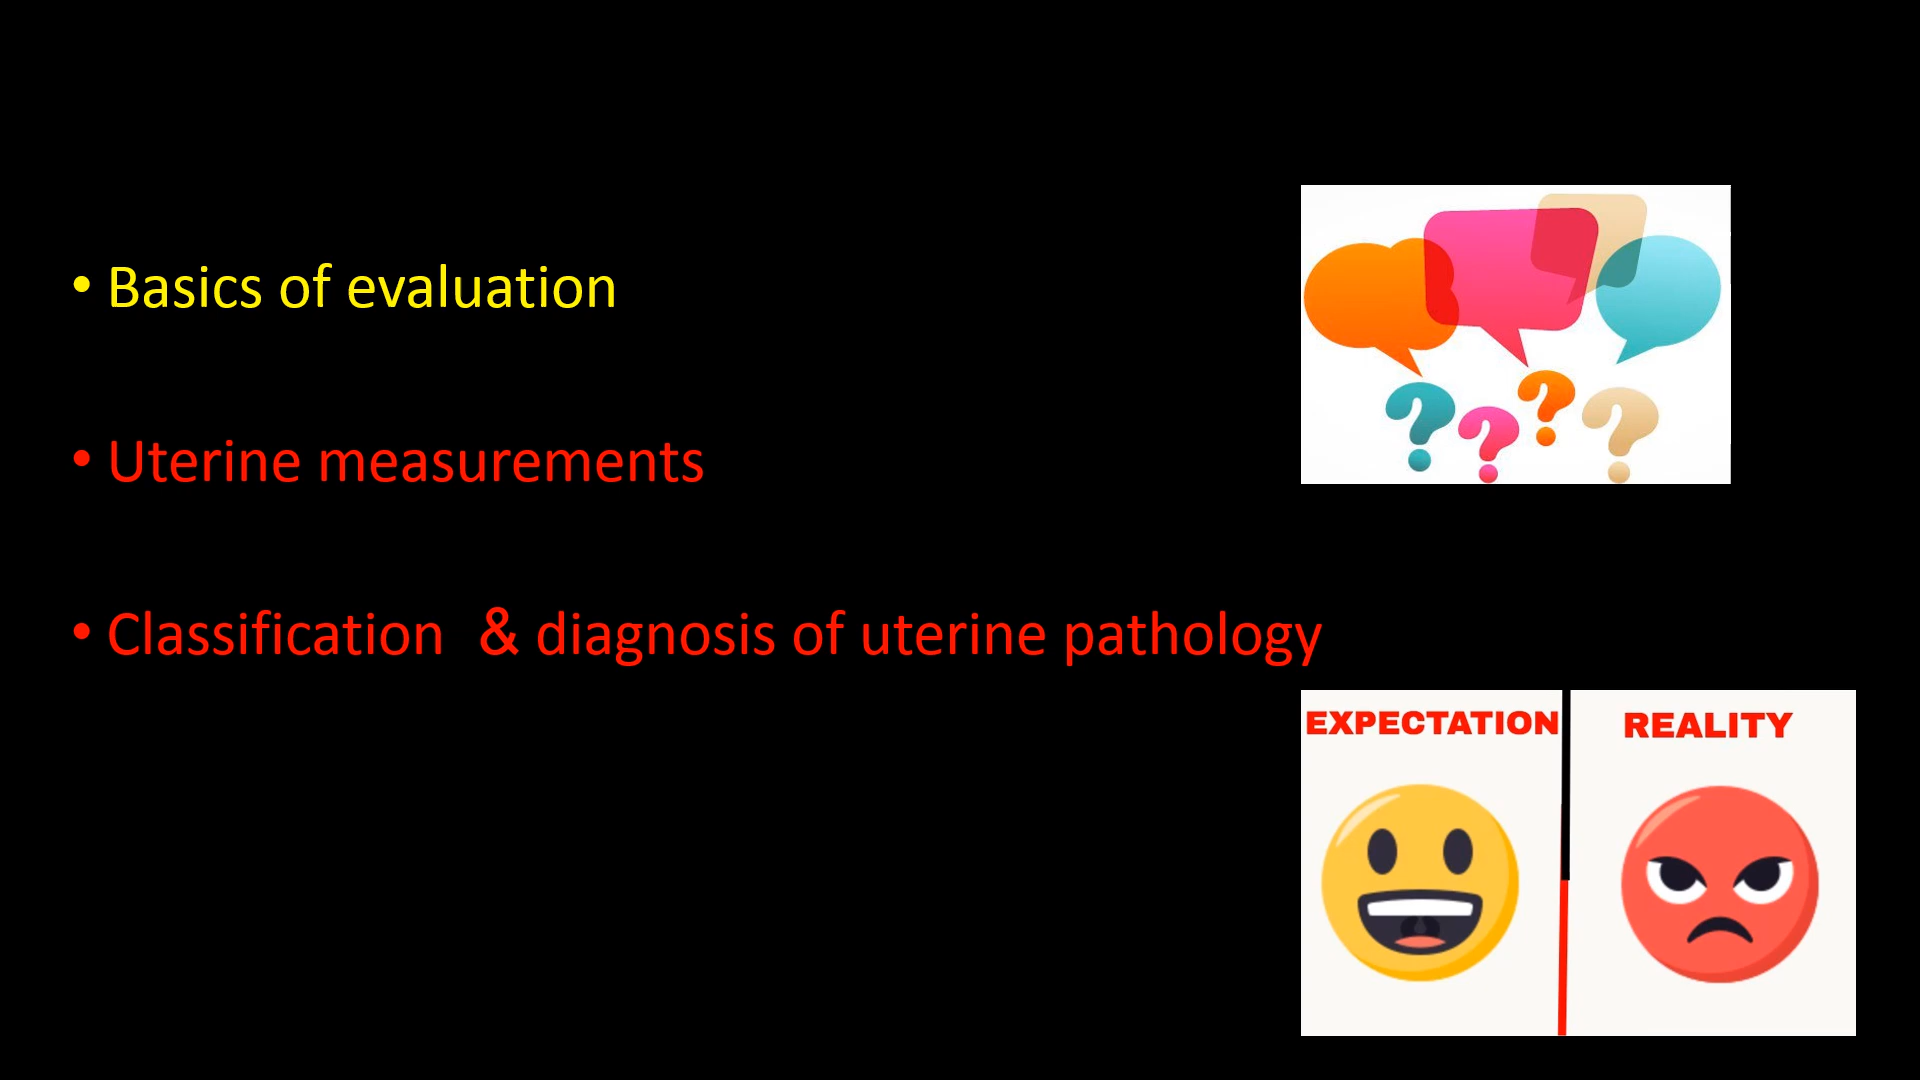 • Basics of evaluation
• Uterine measurements
• Classification  & diagnosis of uterine pathology
? ? ? ?
EXPECTATION
REALITY